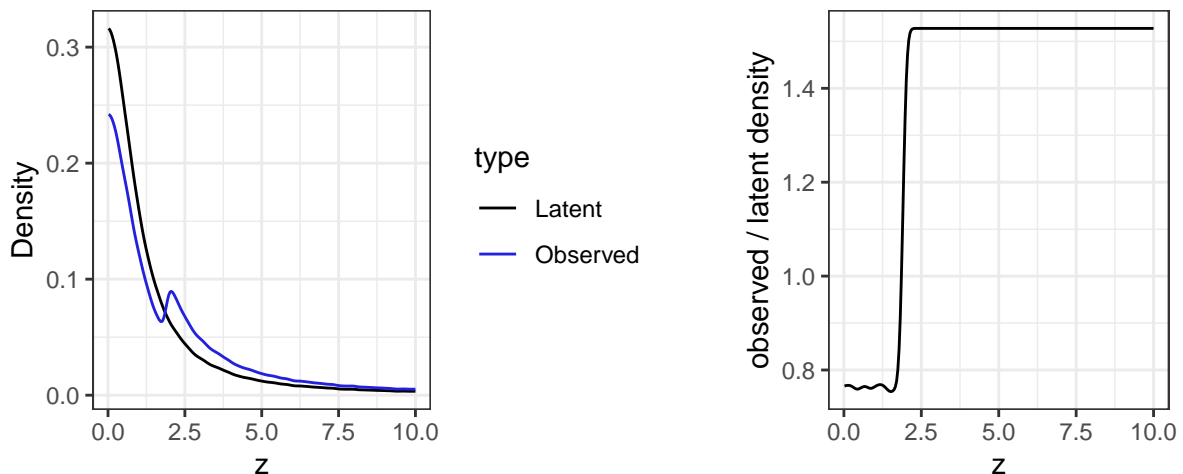 0.3
0.2
0.1
0.0
Density
0.0 2.5 5.0 7.5 10.0
z
type
Latent
Observed
1.4
1.2
1.0
0.8
observed / latent density
0.0 2.5 5.0 7.5 10.0
z